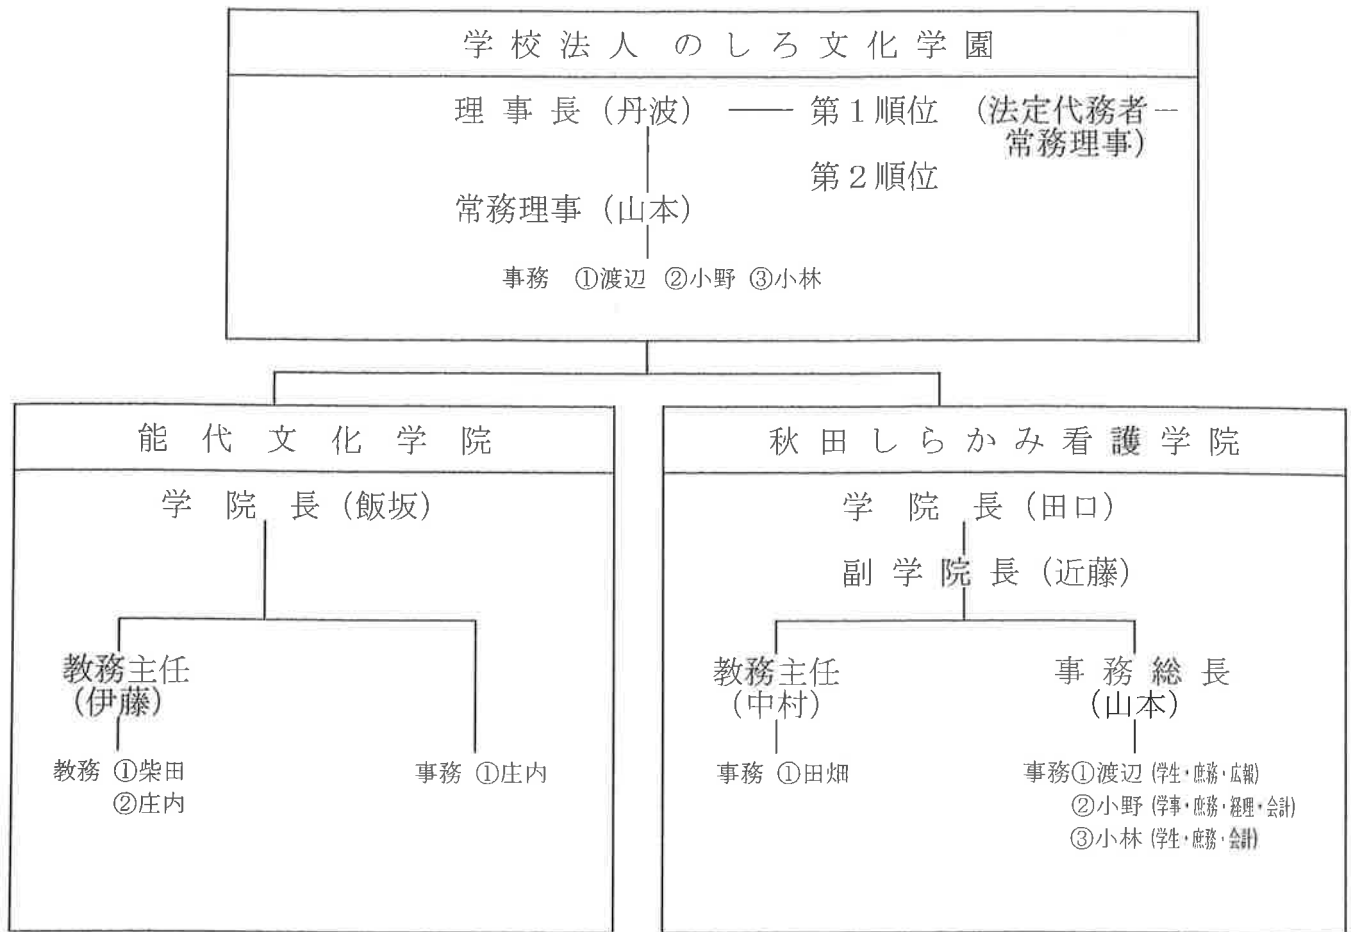 学校法人 のしろ文化学園
理事長（丹波） ── 第１順位 （法定代務者－
常務理事）
第２順位
常務理事（山本）
事務 ①渡辺 ②小野 ③小林
能代文化学院
学院長（飯坂）
教務主任
（伊藤）
教務 ①柴田
②庄内
事務 ①庄内
秋田しらかみ看護学院
学院長（田口）
副学院長（近藤）
教務主任
（中村）
事務 ①田畑
事務総長
（山本）
事務①渡辺（学生・庶務・広報）
②小野（学事・庶務・経理・会計）
③小林（学生・庶務・会計）